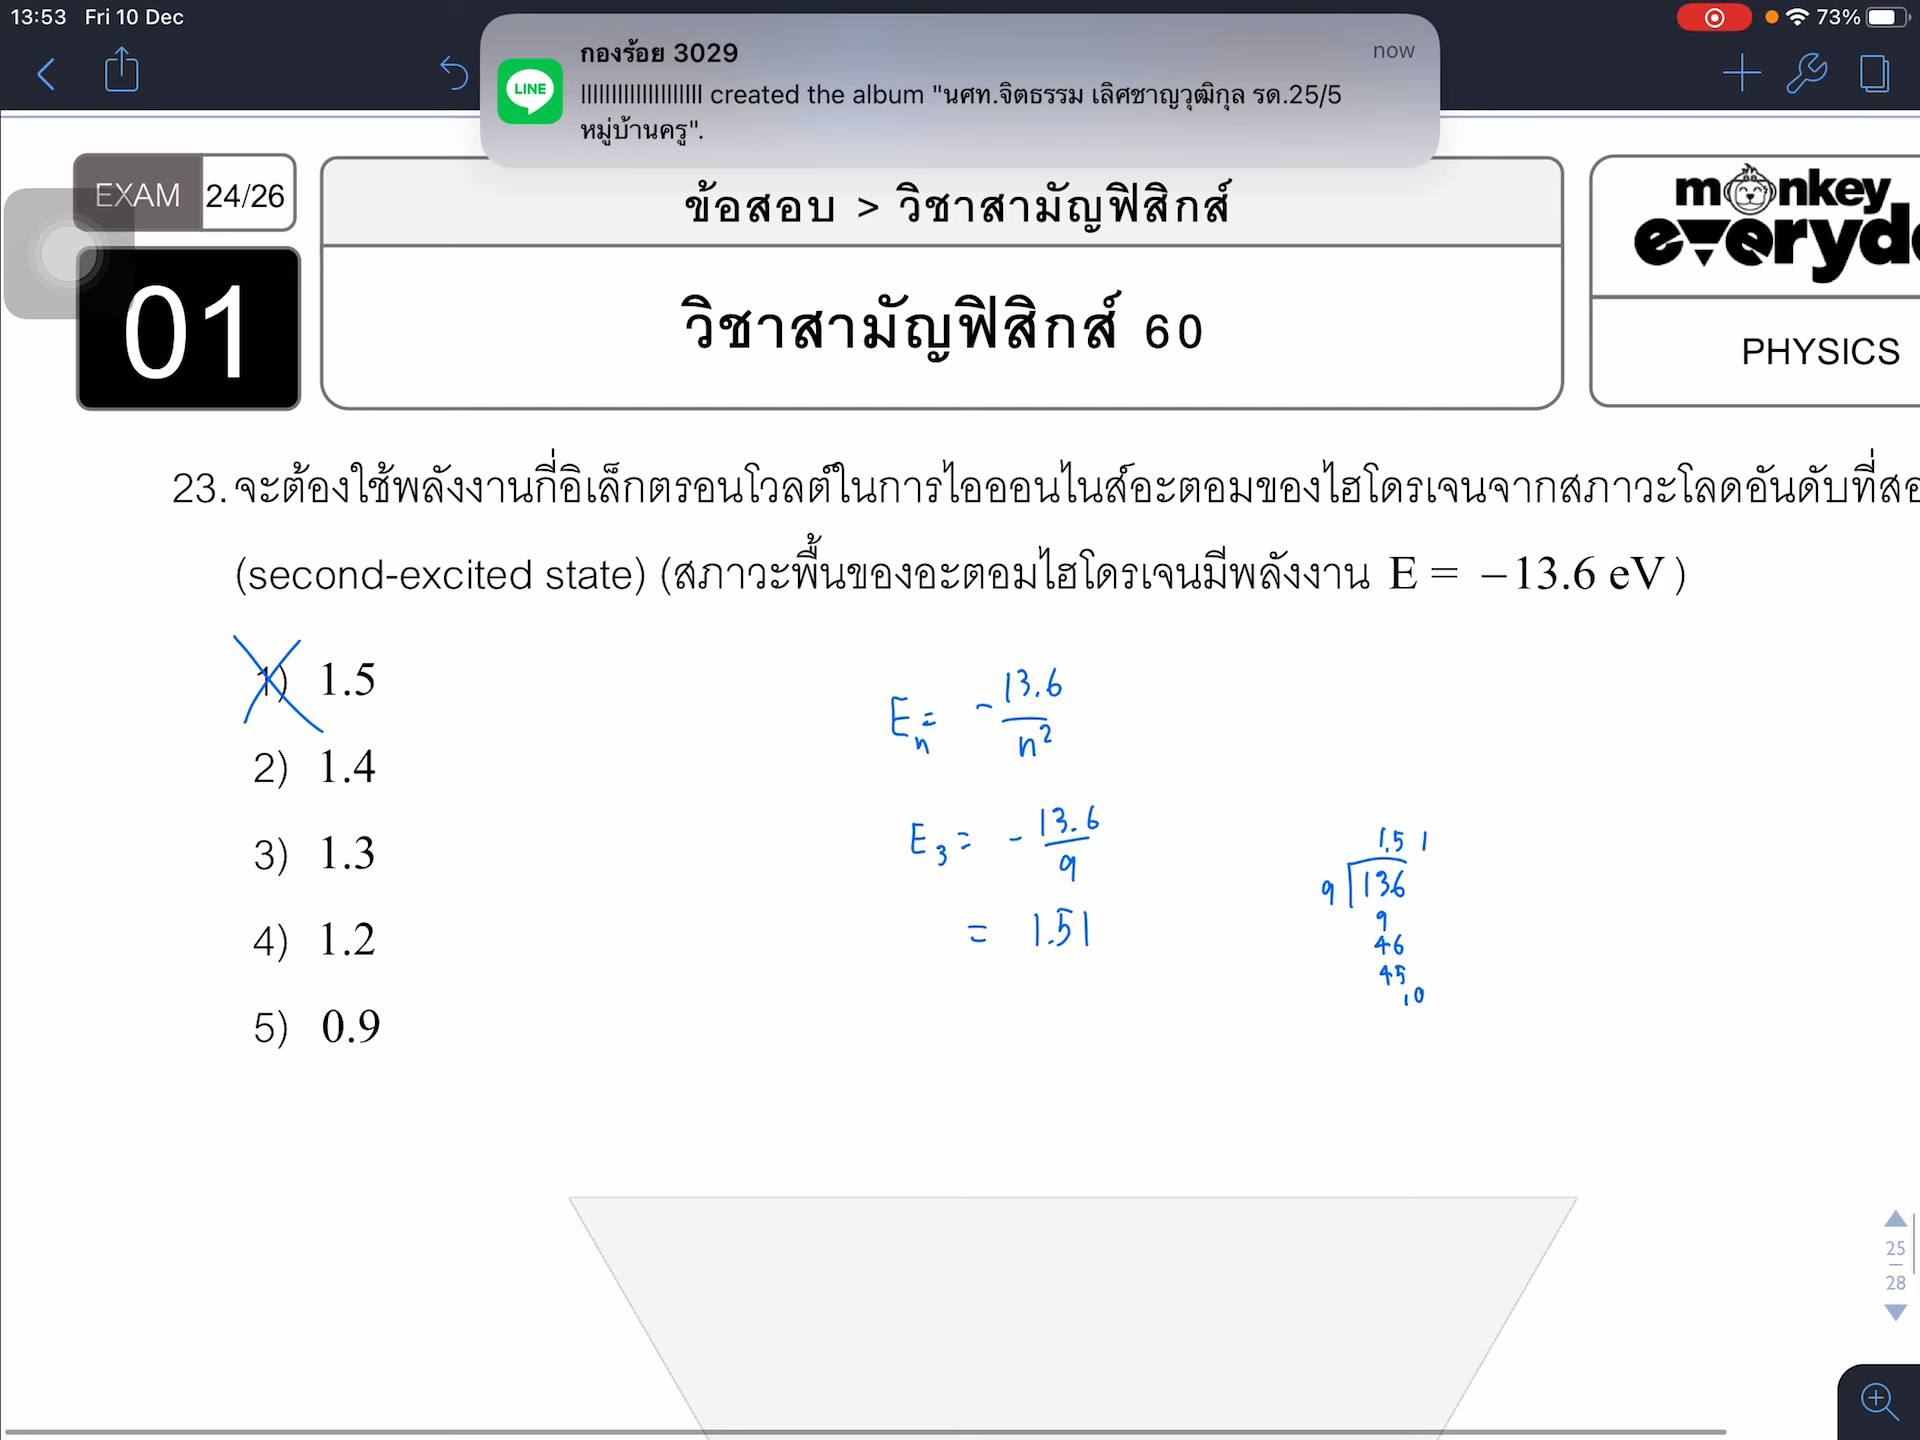 13:53 Fri 10 Dec
73%
กองร้อย 3029
now
LINE
llllllllllllllllllll created the album "นศท.จิตธรรม เลิศชาญวุฒิกุล รด.25/5
หมู่บ้านครู".
EXAM 24/26
01
ข้อสอบ > วิชาสามัญฟิสิกส์
วิชาสามัญฟิสิกส์ 60
monkey
everyd
PHYSICS
23. จะต้องใช้พลังงานกี่อิเล็กตรอนโวลต์ในการไอออนไนส์อะตอมของไฮโดรเจนจากสภาวะโลดอันดับที่สอ
(second-excited state) (สภาวะพื้นของอะตอมไฮโดรเจนมีพลังงาน E = −13.6 eV)
1) 1.5
2) 1.4
3) 1.3
4) 1.2
5) 0.9
En = - 13.6
n²
E3 = - 13.6
9
= 1.51
1.51
9 136
9
46
45
10
25
28